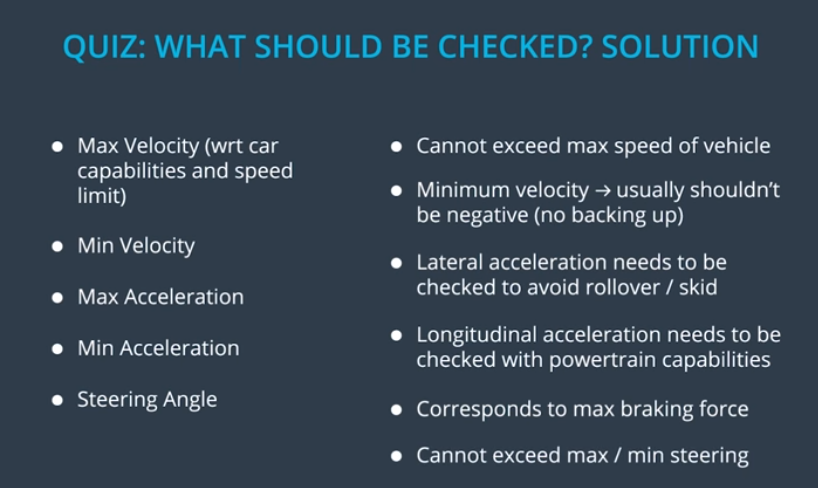 QUIZ: WHAT SHOULD BE CHECKED? SOLUTION
● Max Velocity (wrt car
capabilities and speed
limit)
● Min Velocity
● Max Acceleration
● Min Acceleration
● Steering Angle
● Cannot exceed max speed of vehicle
● Minimum velocity → usually shouldn’t
be negative (no backing up)
● Lateral acceleration needs to be
checked to avoid rollover / skid
● Longitudinal acceleration needs to be
checked with powertrain capabilities
● Corresponds to max braking force
● Cannot exceed max / min steering